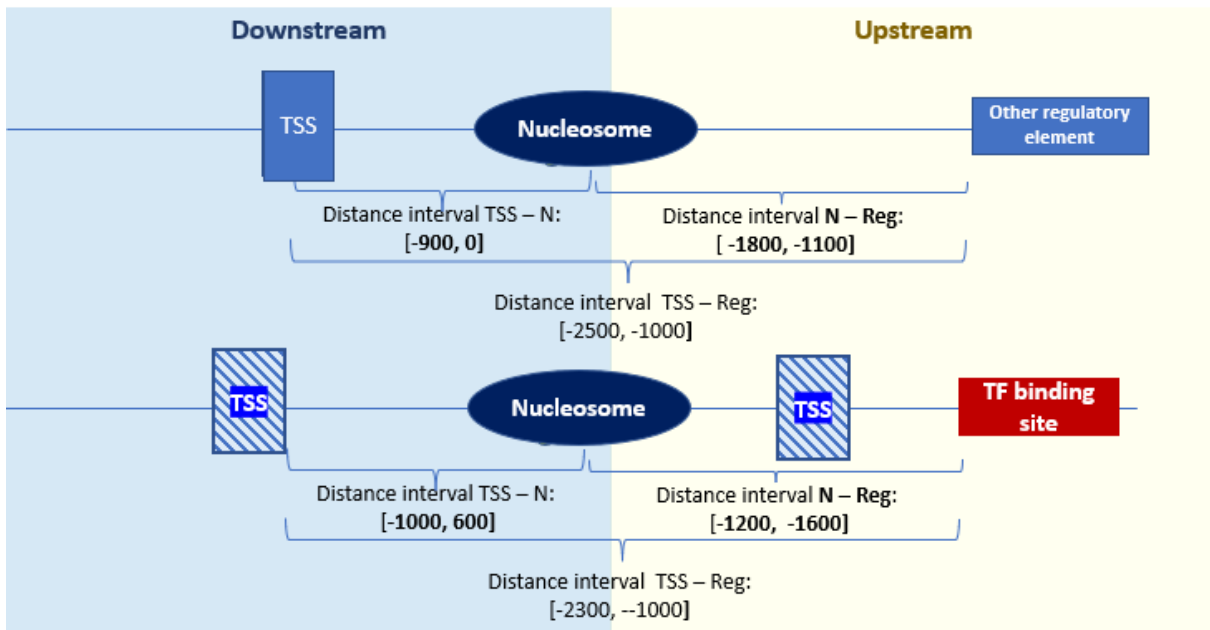 Downstream
Upstream
TSS
Nucleosome
Other regulatory
element
Distance interval TSS – N:
[-900, 0]
Distance interval N – Reg:
[ -1800, -1100]
Distance interval  TSS – Reg:
[-2500, -1000]
TSS
Nucleosome
TSS
TF binding
site
Distance interval TSS – N:
[-1000, 600]
Distance interval N – Reg:
[-1200,  -1600]
Distance interval  TSS – Reg:
[-2300, --1000]